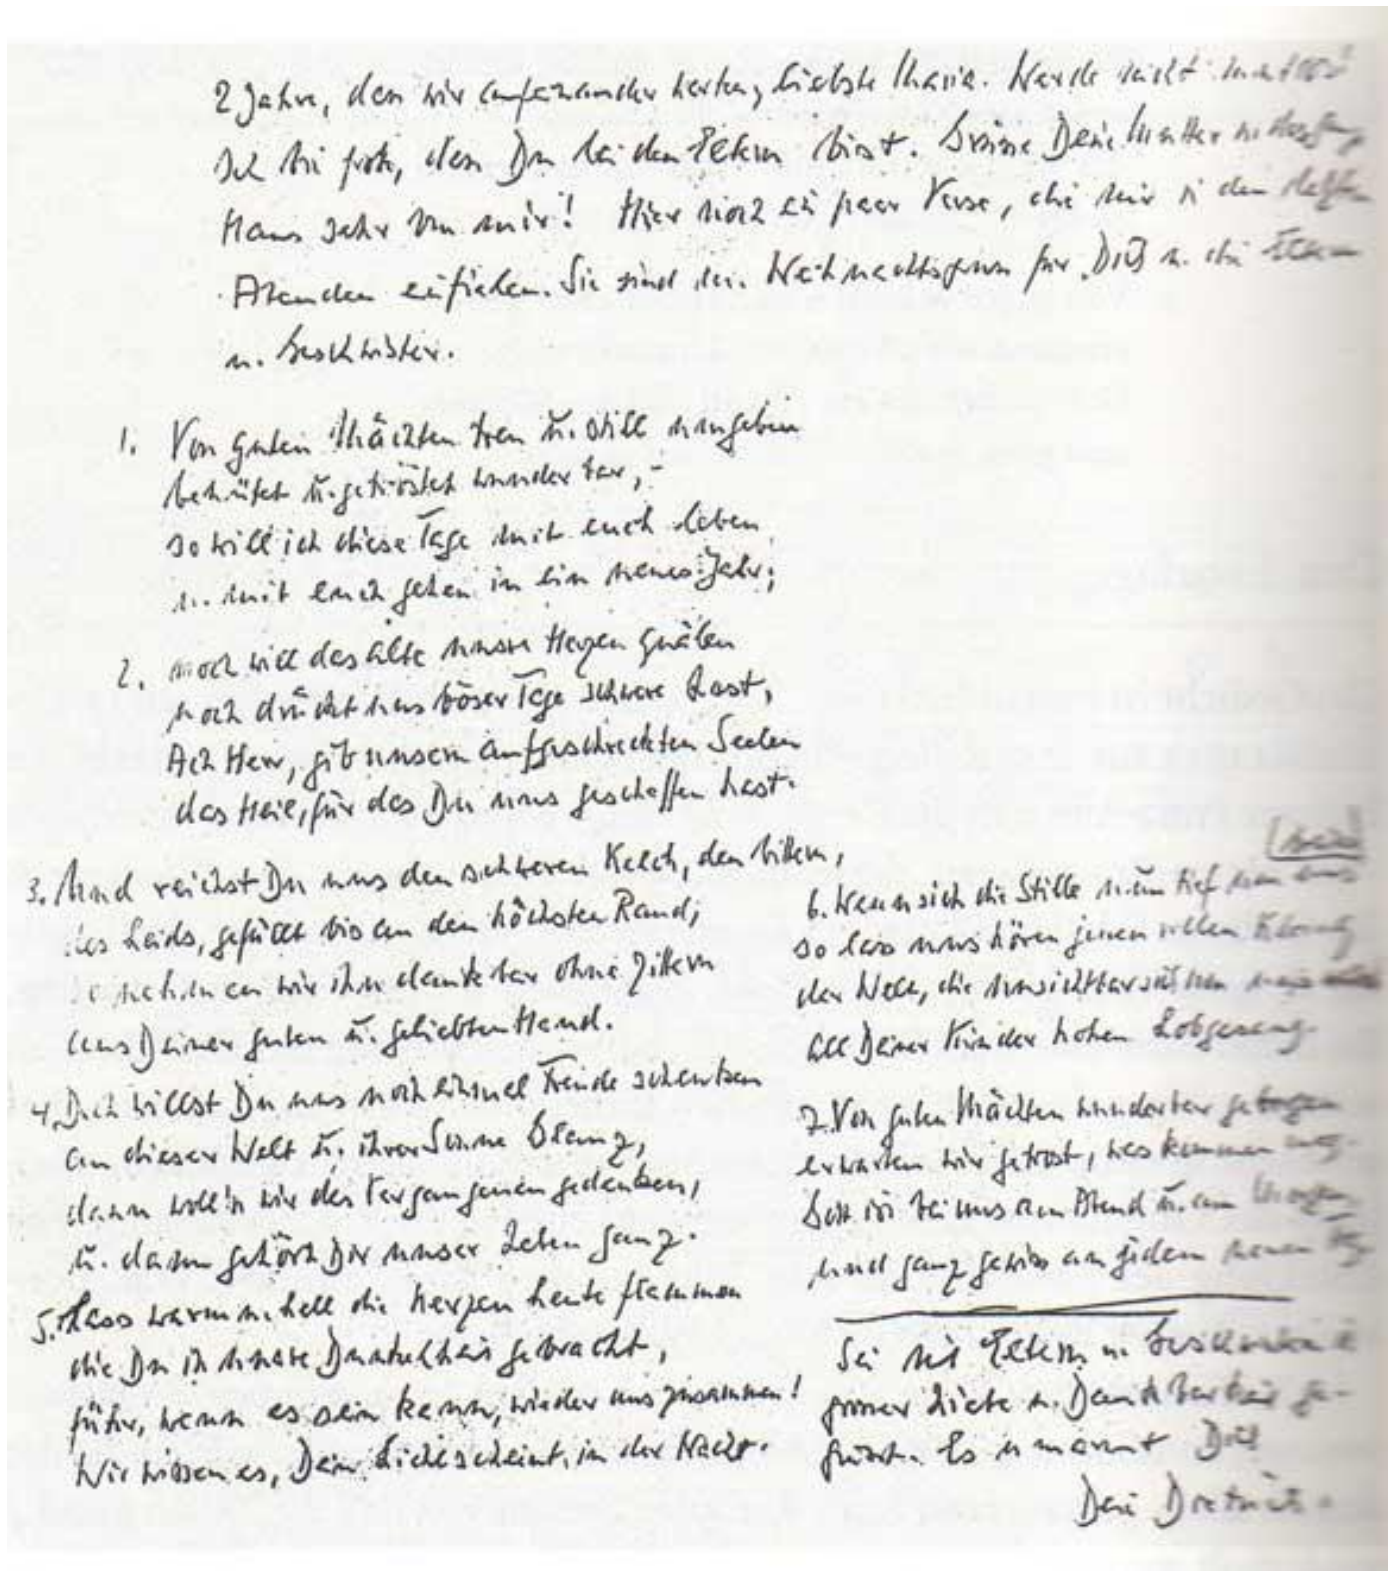 2 Jahre, dass wir aufeinander warten, liebste Maria. Werde nicht mutlos!
Ich bin froh, dass Du bei den Eltern bist. Grüsse Deine Mutter u. das ganze
Haus sehr von mir! Hier noch ein paar Verse, die mir in den letzten
Abenden einfielen. Sie sind der Weihnachtsgruss für Dich u. die Eltern
u. Geschwister.
1. Von guten Mächten treu u. still umgeben
behütet u. getröstet wunderbar, –
so will ich diese Tage mit euch leben
u. mit euch gehen in ein neues Jahr;
2. noch will das alte unsre Herzen quälen
noch drückt uns böser Tage schwere Last,
Ach Herr, gib unsern aufgescheuchten Seelen
das Heil, für das Du uns geschaffen hast.
3. Und reichst Du uns den schweren Kelch, den bittern,
des Leids, gefüllt bis an den höchsten Rand,
so nehmen wir ihn dankbar ohne Zittern
aus Deiner guten u. geliebten Hand.
4. Doch willst Du uns noch einmal Freude schenken
an dieser Welt u. ihrer Sonne Glanz,
dann woll'n wir des Vergangenen gedenken,
u. dann gehört Dir unser Leben ganz.
5. Lass warm u. hell die Kerzen heute flammen
die Du in unsre Dunkelheit gebracht,
führ, wenn es sein kann, wieder uns zusammen!
Wir wissen es, Dein Licht scheint in der Nacht.
6. Wenn sich die Stille nun tief um uns
so lass uns hören jenen vollen Klang
der Welt, die unsichtbar sich um uns
all Deiner Kinder hohen Lobgesang.
7. Von guten Mächten wunderbar geborgen
erwarten wir getrost, was kommen mag.
Gott ist bei uns am Abend u. am Morgen,
und ganz gewiss an jedem neuen Tag
Sei mit Eltern u. Geschwistern in
grosser Liebe u. Dankbarkeit ge-
grüsst. Es umarmt Dich
Dein Dietrich.